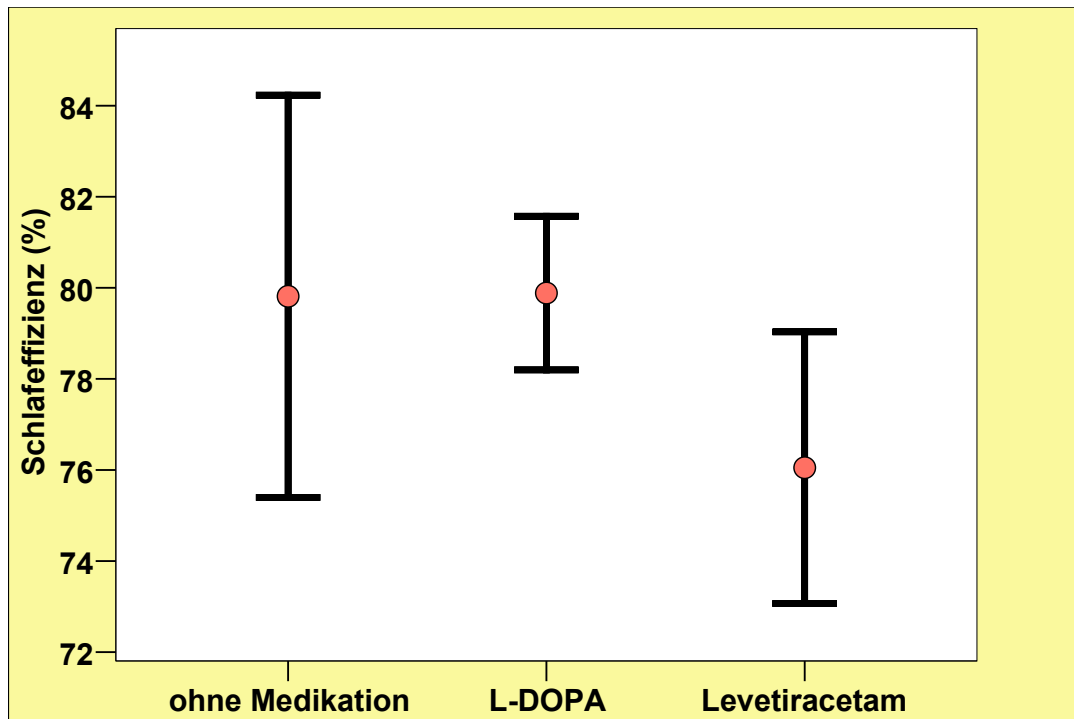 Schlafeffizienz (%)
84
82
80
78
76
74
72
ohne Medikation
L-DOPA
Levetiracetam